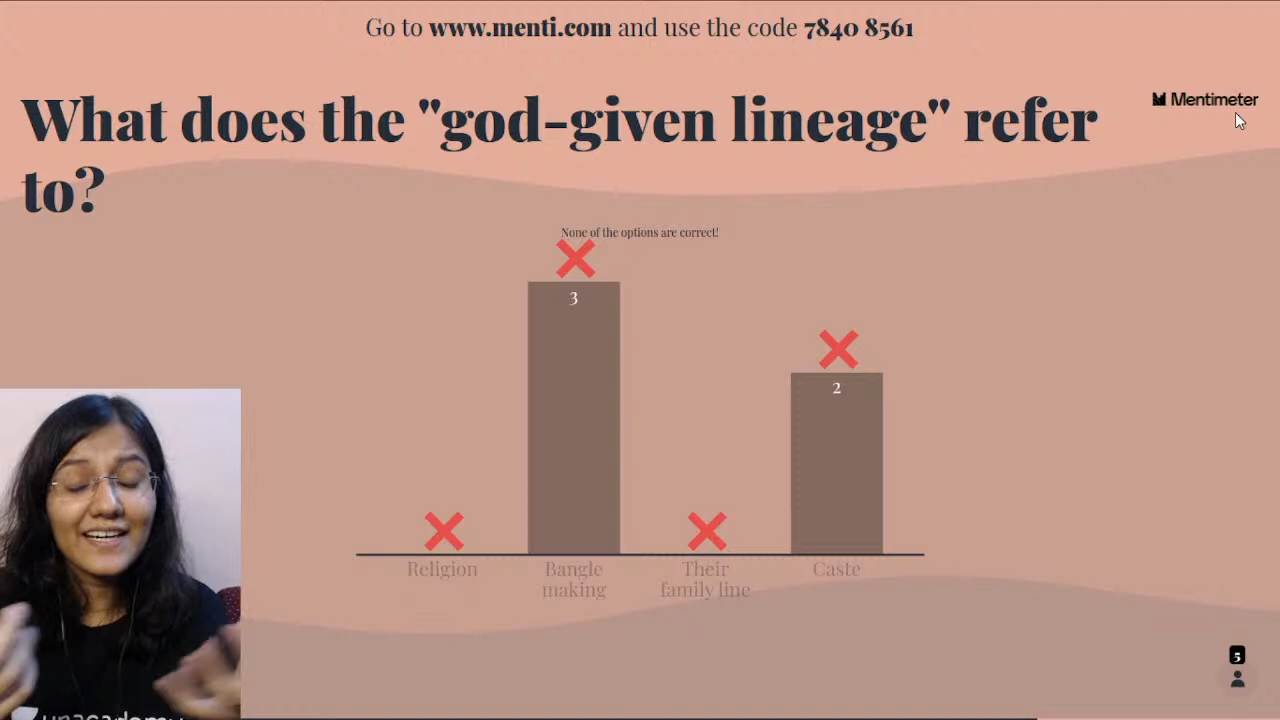 Go to www.menti.com and use the code 7840 8561
Mentimeter
What does the "god-given lineage" refer
to?
None of the options are correct!
3
2
Religion
Bangle
making
Their
family line
Caste
5
unacademy